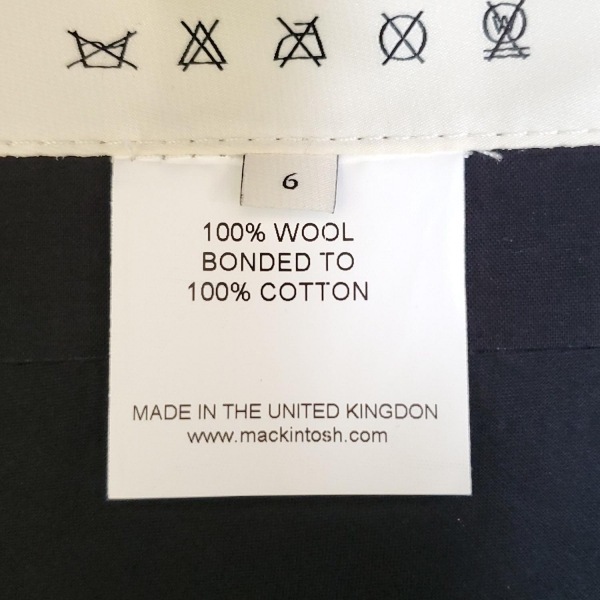 W
6
100% WOOL
BONDED TO
100% COTTON
MADE IN THE UNITED KINGDON
www.mackintosh.com